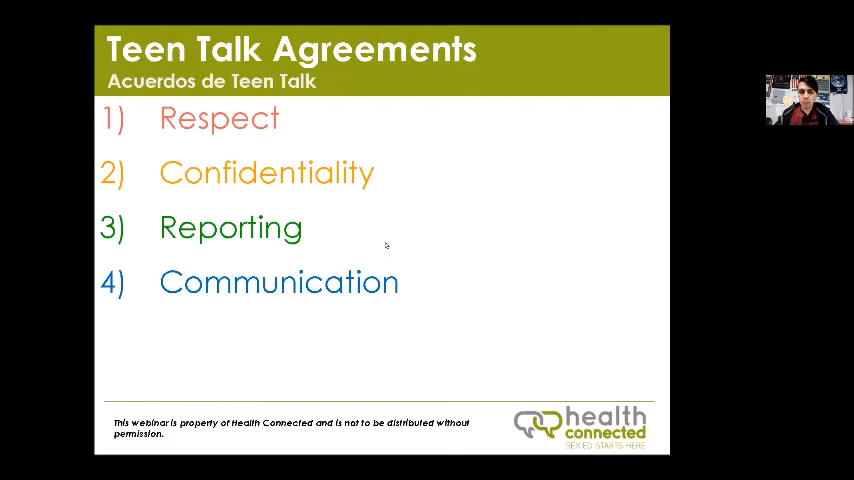 Teen Talk Agreements
Acuerdos de Teen Talk
1) Respect
2) Confidentiality
3) Reporting
4) Communication
This webinar is property of Health Connected and is not to be distributed without
permission.
health
connected
SEX ED STARTS HERE